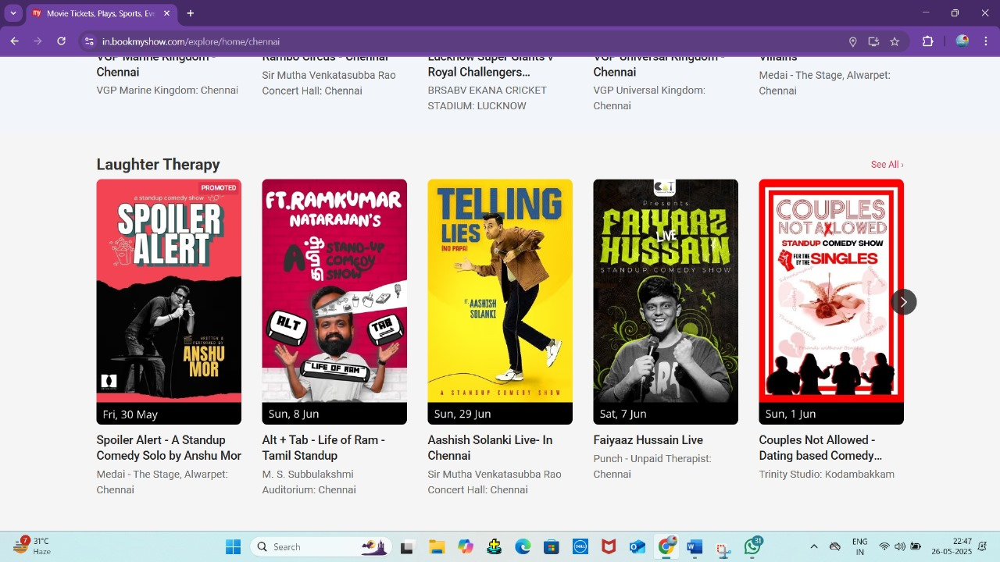 my Movie Tickets, Plays, Sports, Eve
in.bookmyshow.com/explore/home/chennai
VGP Marine Kingdom -
Chennai
VGP Marine Kingdom: Chennai
Rambo Circus - Chennai
Sir Mutha Venkatasubba Rao
Concert Hall: Chennai
Lucknow Super Giants v
Royal Challengers...
BRSABV EKANA CRICKET
STADIUM: LUCKNOW
VGP Universal Kingdom -
Chennai
VGP Universal Kingdom:
Chennai
Villains
Medai - The Stage, Alwarpet:
Chennai
Laughter Therapy
See All ›
PROMOTED
a standup comedy show
SPOILER
ALERT
WRITTEN &
PERFORMED BY
ANSHU
MOR
Fri, 30 May
Spoiler Alert - A Standup
Comedy Solo by Anshu Mor
Medai - The Stage, Alwarpet:
Chennai
FT.RAMKUMAR
NATARAJAN'S
A தமிழ் STAND-UP
COMEDY
SHOW
ALT
TAB
LIFE OF RAM
Sun, 8 Jun
Alt + Tab - Life of Ram -
Tamil Standup
M. S. Subbulakshmi
Auditorium: Chennai
TELLING
LIES
(NO PAPA)
FT. AASHISH
SOLANKI
A STANDUP COMEDY SHOW
Sun, 29 Jun
Aashish Solanki Live- In
Chennai
Sir Mutha Venkatasubba Rao
Concert Hall: Chennai
Presents
FAIYAAZ
LIVE
HUSSAIN
STANDUP COMEDY SHOW
Sat, 7 Jun
Faiyaaz Hussain Live
Punch - Unpaid Therapist:
Chennai
COUPLES
NOT ALLOWED
STANDUP COMEDY SHOW
FOR THE
BY THE SINGLES
Sun, 1 Jun
Couples Not Allowed -
Dating based Comedy...
Trinity Studio: Kodambakkam
7
31°C
Haze
Search
DELL
31
ENG
IN
22:47
26-05-2025